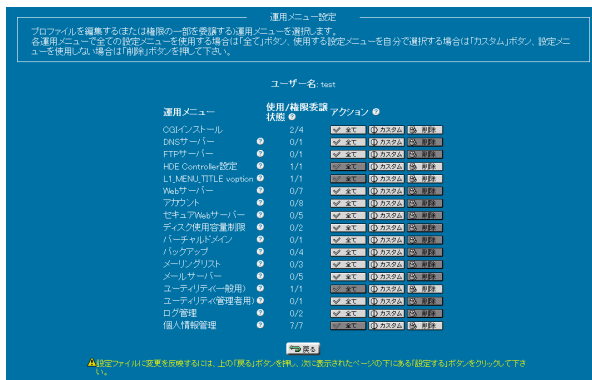 運用メニュー設定
プロファイルを編集する(または権限の一部を委譲する)運用メニューを選択します。
各運用メニューで全ての設定メニューを使用する場合は「全て」ボタン、使用する設定メニューを自分で選択する場合は「カスタム」ボタン、設定メニ
ューを使用しない場合は「削除」ボタンを押して下さい。
ユーザー名: test
運用メニュー 使用/権限委譲状態 アクション
CGIインストール 2/4 全て カスタム 削除
DNSサーバー 0/1 全て カスタム 削除
FTPサーバー 0/1 全て カスタム 削除
HDE Controller設定 1/1 全て カスタム 削除
L1_MENU_TITLE voption 1/1 全て カスタム 削除
Webサーバー 0/7 全て カスタム 削除
アカウント 0/8 全て カスタム 削除
セキュアWebサーバー 0/5 全て カスタム 削除
ディスク使用容量制限 0/2 全て カスタム 削除
バーチャルドメイン 0/1 全て カスタム 削除
バックアップ 0/4 全て カスタム 削除
メーリングリスト 0/3 全て カスタム 削除
メールサーバー 0/5 全て カスタム 削除
ユーティリティ(一般用) 1/1 全て カスタム 削除
ユーティリティ(管理者用) 0/1 全て カスタム 削除
ログ管理 0/2 全て カスタム 削除
個人情報管理 7/7 全て カスタム 削除
戻る
設定ファイルに変更を反映するには、上の「戻る」ボタンを押し、次に表示されたページの下にある「設定する」ボタンをクリックして下さ
い。